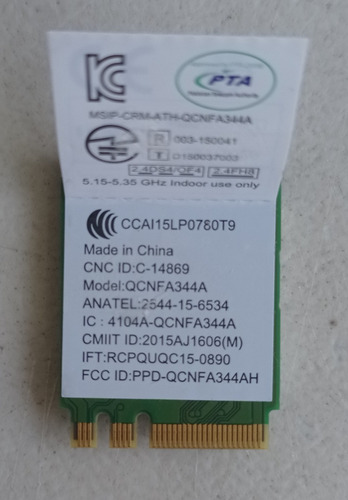 PTA
MSIP-CRM-ATH-QCNFA344A
R 003-150041
T D150037003
2.4DS4/OF4 2.4FH8
5.15-5.35 GHz Indoor use only
CCAI15LP0780T9
Made in China
CNC ID:C-14869
Model:QCNFA344A
ANATEL:2544-15-6534
IC : 4104A-QCNFA344A
CMIIT ID:2015AJ1606(M)
IFT:RCPQUQC15-0890
FCC ID:PPD-QCNFA344AH